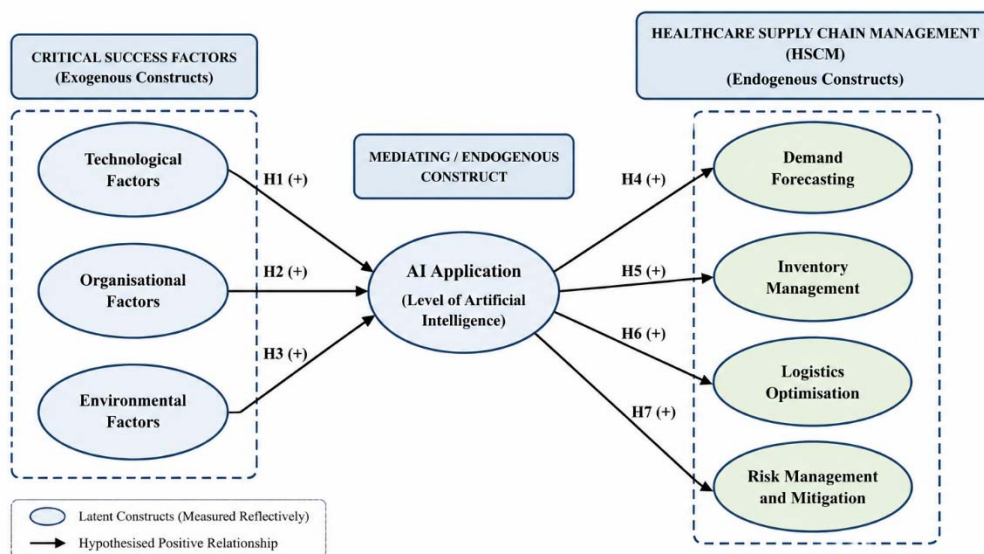 CRITICAL SUCCESS FACTORS
(Exogenous Constructs)
Technological
Factors
Organisational
Factors
Environmental
Factors
H1 (+)
H2 (+)
H3 (+)
MEDIATING / ENDOGENOUS
CONSTRUCT
AI Application
(Level of Artificial
Intelligence)
H4 (+)
H5 (+)
H6 (+)
H7 (+)
HEALTHCARE SUPPLY CHAIN MANAGEMENT
(HSCM)
(Endogenous Constructs)
Demand
Forecasting
Inventory
Management
Logistics
Optimisation
Risk Management
and Mitigation
Latent Constructs (Measured Reflectively)
Hypothesised Positive Relationship